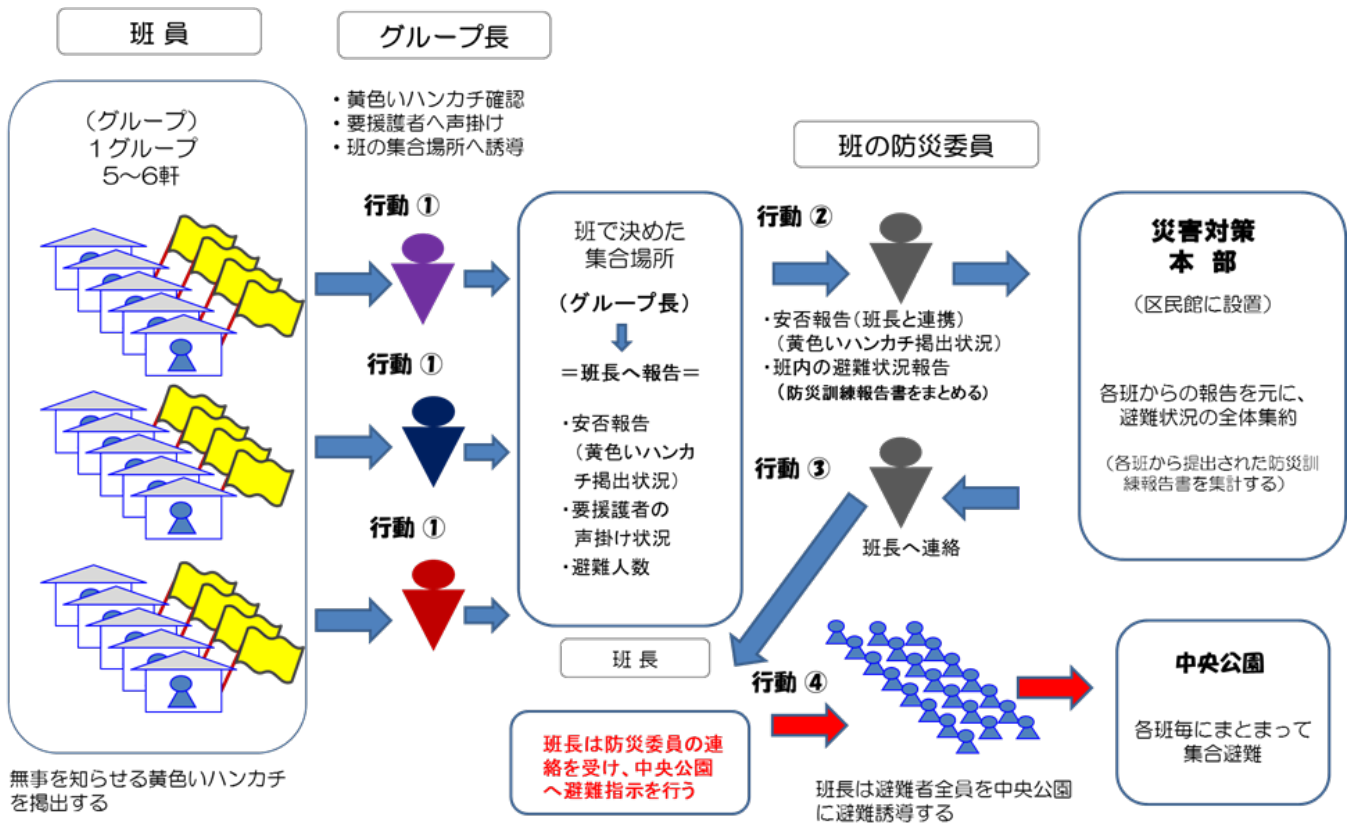 班 員
グループ長
・黄色いハンカチ確認
・要援護者へ声掛け
・班の集合場所へ誘導
(グループ)
1グループ
5～6軒
班の防災委員
行動 ①
行動 ①
行動 ①
班で決めた
集合場所
(グループ長)
＝班長へ報告＝
・安否報告
(黄色いハンカ
チ掲出状況)
・要援護者の
声掛け状況
・避難人数
班 長
行動 ②
・安否報告(班長と連携)
(黄色いハンカチ掲出状況)
・班内の避難状況報告
(防災訓練報告書をまとめる)
災害対策
本 部
(区民館に設置)
各班からの報告を元に、
避難状況の全体集約
(各班から提出された防災訓
練報告書を集計する)
行動 ③
班長へ連絡
行動 ④
班長は防災委員の連
絡を受け、中央公園
へ避難指示を行う
班長は避難者全員を中央公園
に避難誘導する
中央公園
各班毎にまとまって
集合避難
無事を知らせる黄色いハンカチ
を掲出する